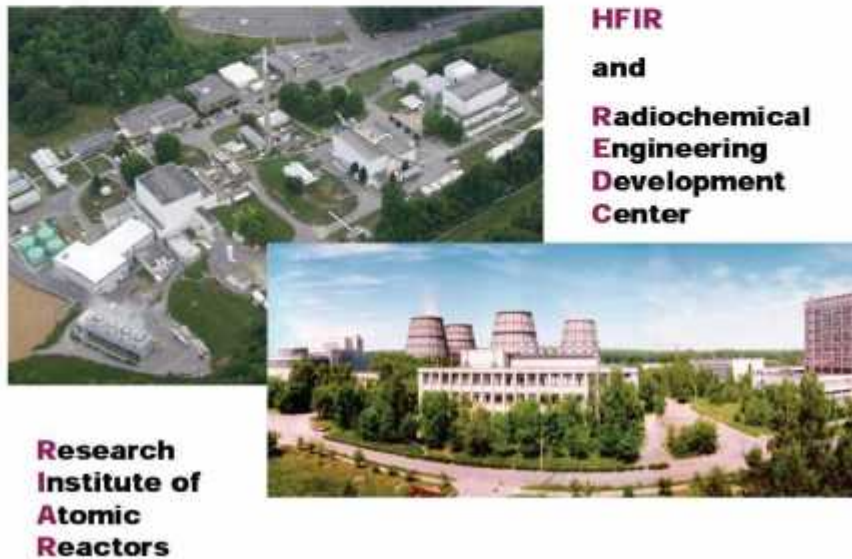 HFIR
and
Radiochemical
Engineering
Development
Center
Research
Institute of
Atomic
Reactors